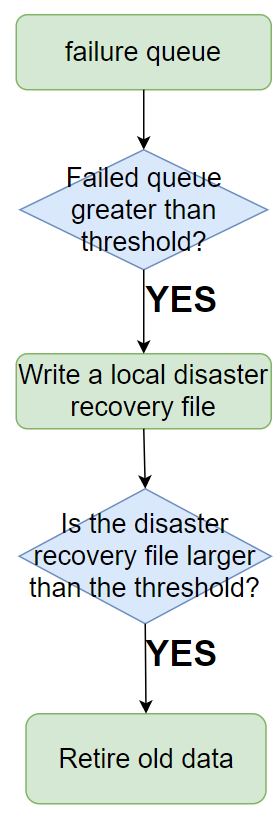 failure queue
Failed queue
greater than
threshold?
YES
Write a local disaster
recovery file
Is the disaster
recovery file larger
than the threshold?
YES
Retire old data